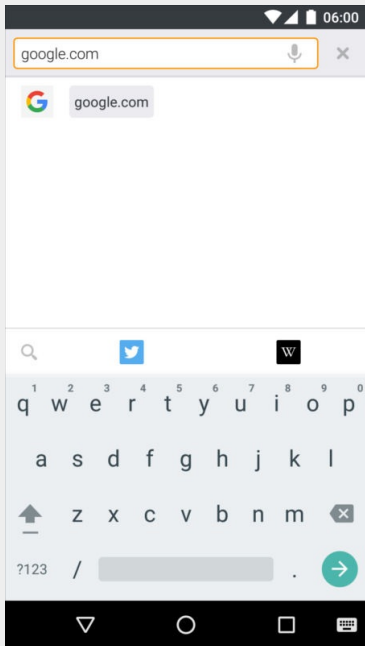 06:00
google.com
G google.com
W
1 2 3 4 5 6 7 8 9 0
q w e r t y u i o p
a s d f g h j k l
z x c v b n m
?123 / .